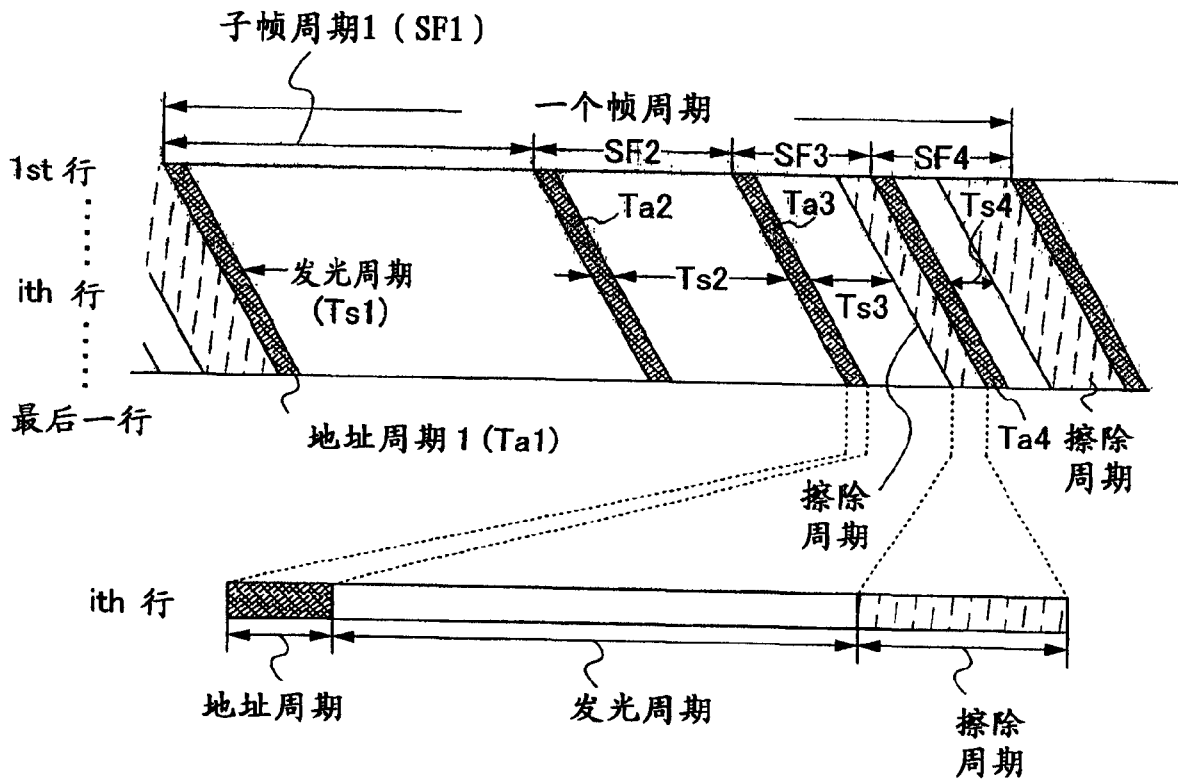 子帧周期1（SF1）
一个帧周期
SF2
SF3
SF4
1st 行
Ta2
Ta3
Ts4
发光周期
(Ts1)
Ts2
Ts3
ith 行
最后一行
地址周期 1 (Ta1)
Ta4
擦除
周期
擦除
周期
ith 行
地址周期
发光周期
擦除
周期